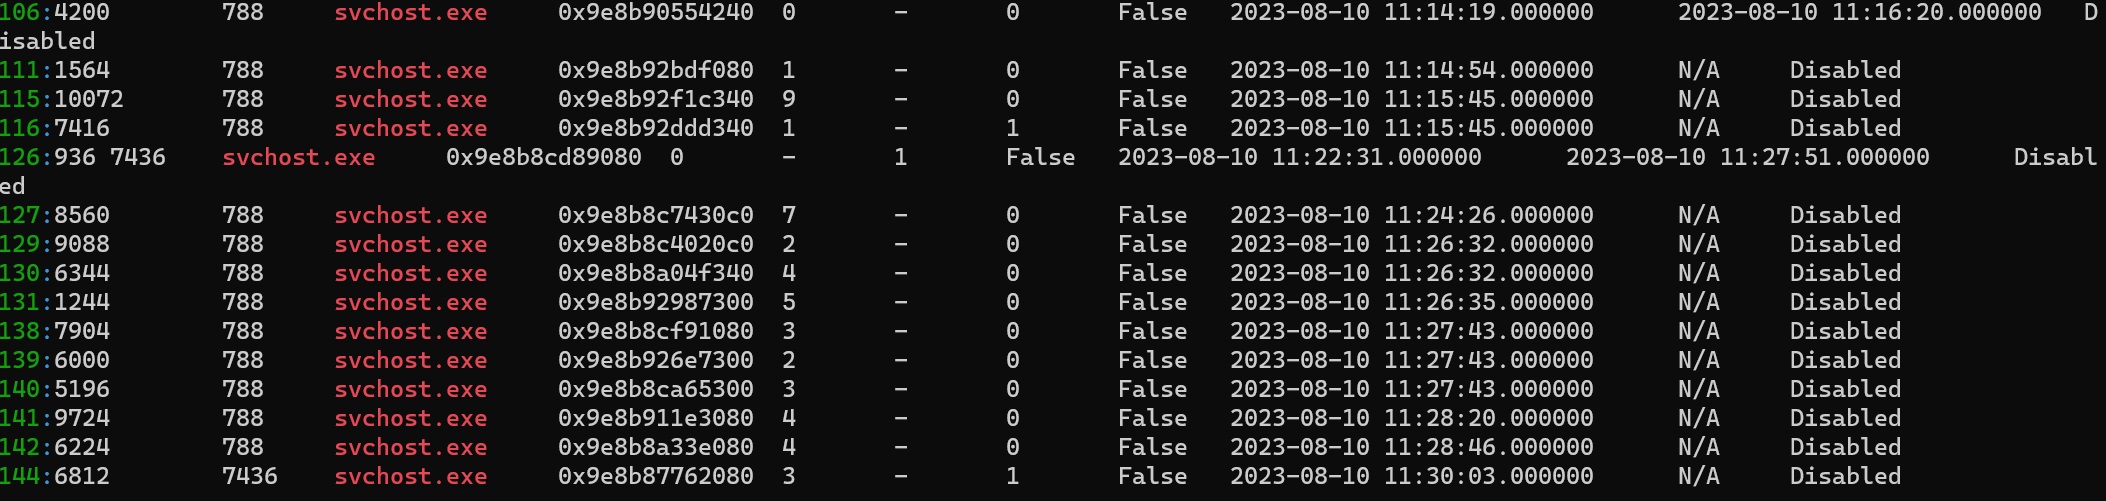 106:4200 788 svchost.exe 0x9e8b90554240 0 - 0 False 2023-08-10 11:14:19.000000 2023-08-10 11:16:20.000000 D
isabled
111:1564 788 svchost.exe 0x9e8b92bdf080 1 - 0 False 2023-08-10 11:14:54.000000 N/A Disabled
115:10072 788 svchost.exe 0x9e8b92f1c340 9 - 0 False 2023-08-10 11:15:45.000000 N/A Disabled
116:7416 788 svchost.exe 0x9e8b92ddd340 1 - 1 False 2023-08-10 11:15:45.000000 N/A Disabled
126:936 7436 svchost.exe 0x9e8b8cd89080 0 - 1 False 2023-08-10 11:22:31.000000 2023-08-10 11:27:51.000000 Disabl
ed
127:8560 788 svchost.exe 0x9e8b8c7430c0 7 - 0 False 2023-08-10 11:24:26.000000 N/A Disabled
129:9088 788 svchost.exe 0x9e8b8c4020c0 2 - 0 False 2023-08-10 11:26:32.000000 N/A Disabled
130:6344 788 svchost.exe 0x9e8b8a04f340 4 - 0 False 2023-08-10 11:26:32.000000 N/A Disabled
131:1244 788 svchost.exe 0x9e8b92987300 5 - 0 False 2023-08-10 11:26:35.000000 N/A Disabled
138:7904 788 svchost.exe 0x9e8b8cf91080 3 - 0 False 2023-08-10 11:27:43.000000 N/A Disabled
139:6000 788 svchost.exe 0x9e8b926e7300 2 - 0 False 2023-08-10 11:27:43.000000 N/A Disabled
140:5196 788 svchost.exe 0x9e8b8ca65300 3 - 0 False 2023-08-10 11:27:43.000000 N/A Disabled
141:9724 788 svchost.exe 0x9e8b911e3080 4 - 0 False 2023-08-10 11:28:20.000000 N/A Disabled
142:6224 788 svchost.exe 0x9e8b8a33e080 4 - 0 False 2023-08-10 11:28:46.000000 N/A Disabled
144:6812 7436 svchost.exe 0x9e8b87762080 3 - 1 False 2023-08-10 11:30:03.000000 N/A Disabled